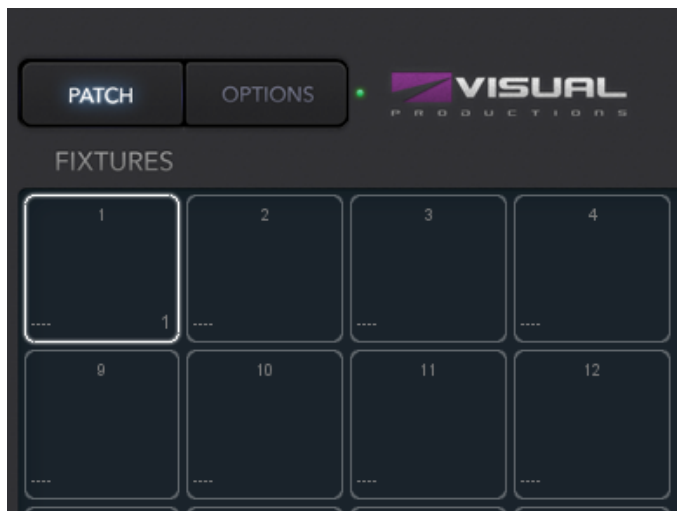 PATCH OPTIONS VISUAL
PRODUCTIONS
FIXTURES
1 2 3 4
---- 1 ---- ---- ----
9 10 11 12
---- ---- ---- ----